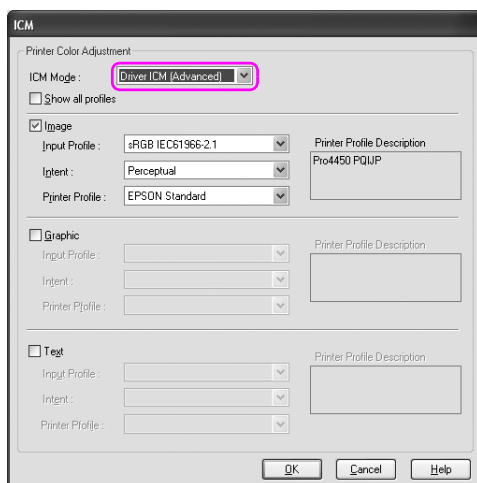 ICM
Printer Color Adjustment
ICM Mode : Driver ICM (Advanced)
Show all profiles
Image
Input Profile : sRGB IEC61966-2.1 Printer Profile Description
Pro4450 PQIJP
Intent : Perceptual
Printer Profile : EPSON Standard
Graphic
Input Profile : Printer Profile Description
Intent :
Printer Profile :
Text
Input Profile : Printer Profile Description
Intent :
Printer Profile :
OK Cancel Help